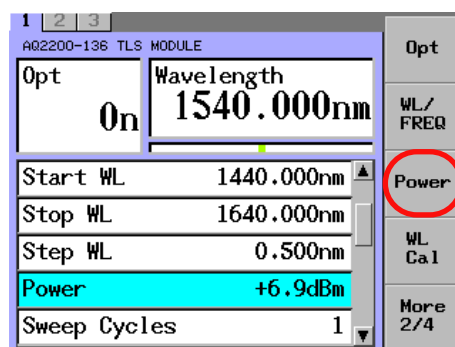 1 2 3
AQ2200-136 TLS MODULE
Opt
On
Wavelength
1540.000nm
Start WL 1440.000nm
Stop WL 1640.000nm
Step WL 0.500nm
Power +6.9dBm
Sweep Cycles 1
Opt
WL/
FREQ
Power
WL
Cal
More
2/4